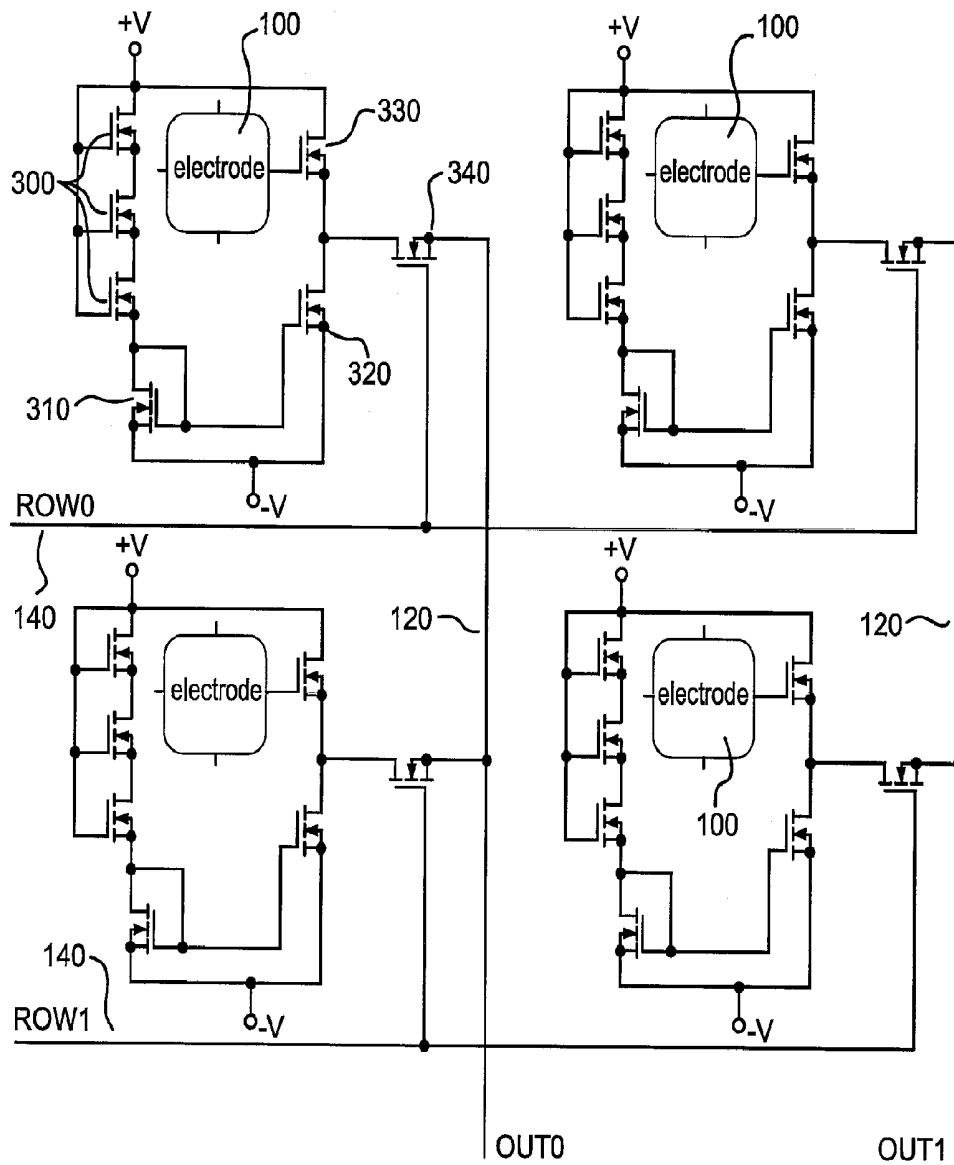 +V
100
+V
100
330
electrode
340
electrode
300
320
310
-V
-V
ROW0
+V
+V
140
120
120
electrode
electrode
100
140
ROW1
-V
-V
OUT0
OUT1